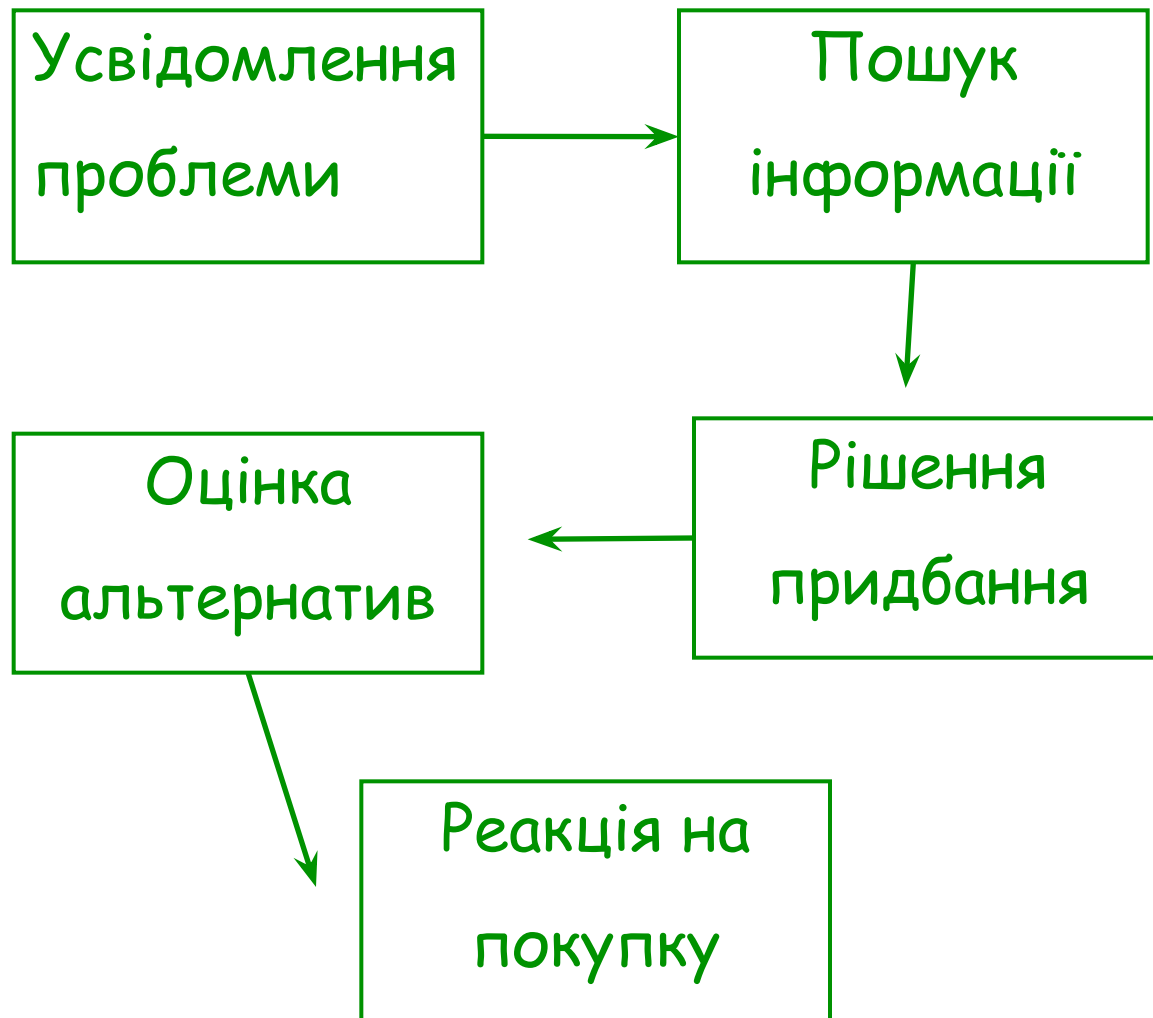 Усвідомлення
проблеми
Пошук
інформації
Рішення
придбання
Оцінка
альтернатив
Реакція на
покупку